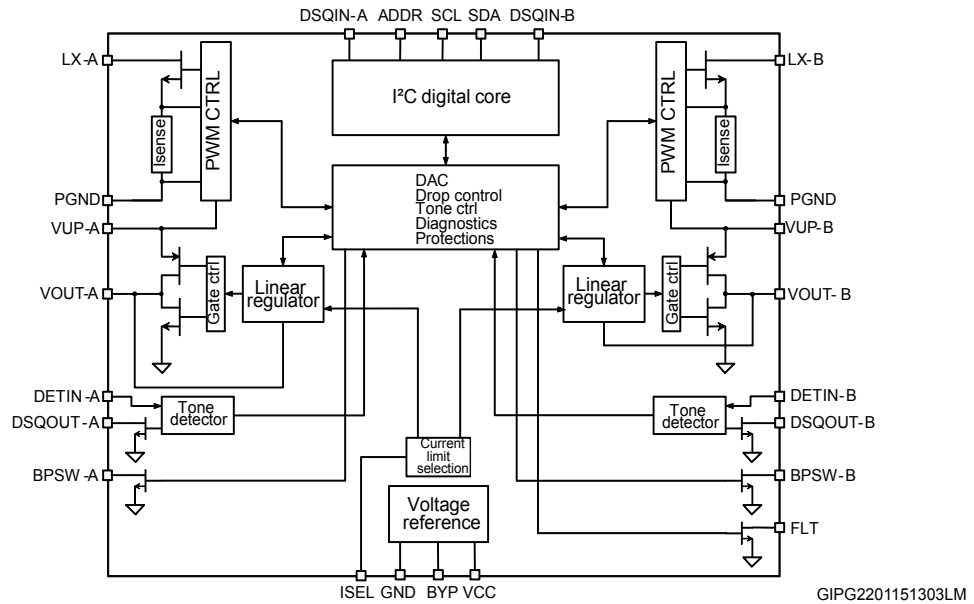 DSQIN-A ADDR SCL SDA DSQIN-B
LX-A
LX-B
I²C digital core
PWM CTRL
Isense
PWM CTRL
Isense
DAC
Drop control
Tone ctrl
Diagnostics
Protections
PGND
PGND
VUP-A
VUP-B
VOUT-A
Gate ctrl
Linear
regulator
Linear
regulator
Gate ctrl
VOUT- B
DETIN -A
Tone
detector
DSQOUT -A
DETIN-B
Tone
detector
DSQOUT-B
BPSW -A
Current
limit
selection
BPSW- B
Voltage
reference
FLT
ISEL GND BYP VCC
GIPG2201151303LM